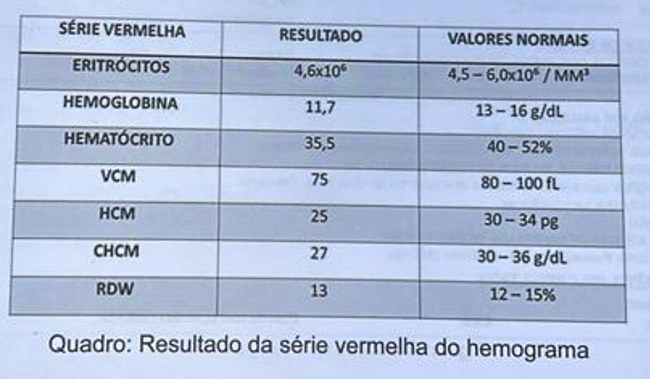 SÉRIE VERMELHA RESULTADO VALORES NORMAIS
ERITRÓCITOS 4,6x10⁶ 4,5 – 6,0x10⁶ / MM³
HEMOGLOBINA 11,7 13 – 16 g/dL
HEMATÓCRITO 35,5 40 – 52%
VCM 75 80 – 100 fL
HCM 25 30 – 34 pg
CHCM 27 30 – 36 g/dL
RDW 13 12 – 15%
Quadro: Resultado da série vermelha do hemograma